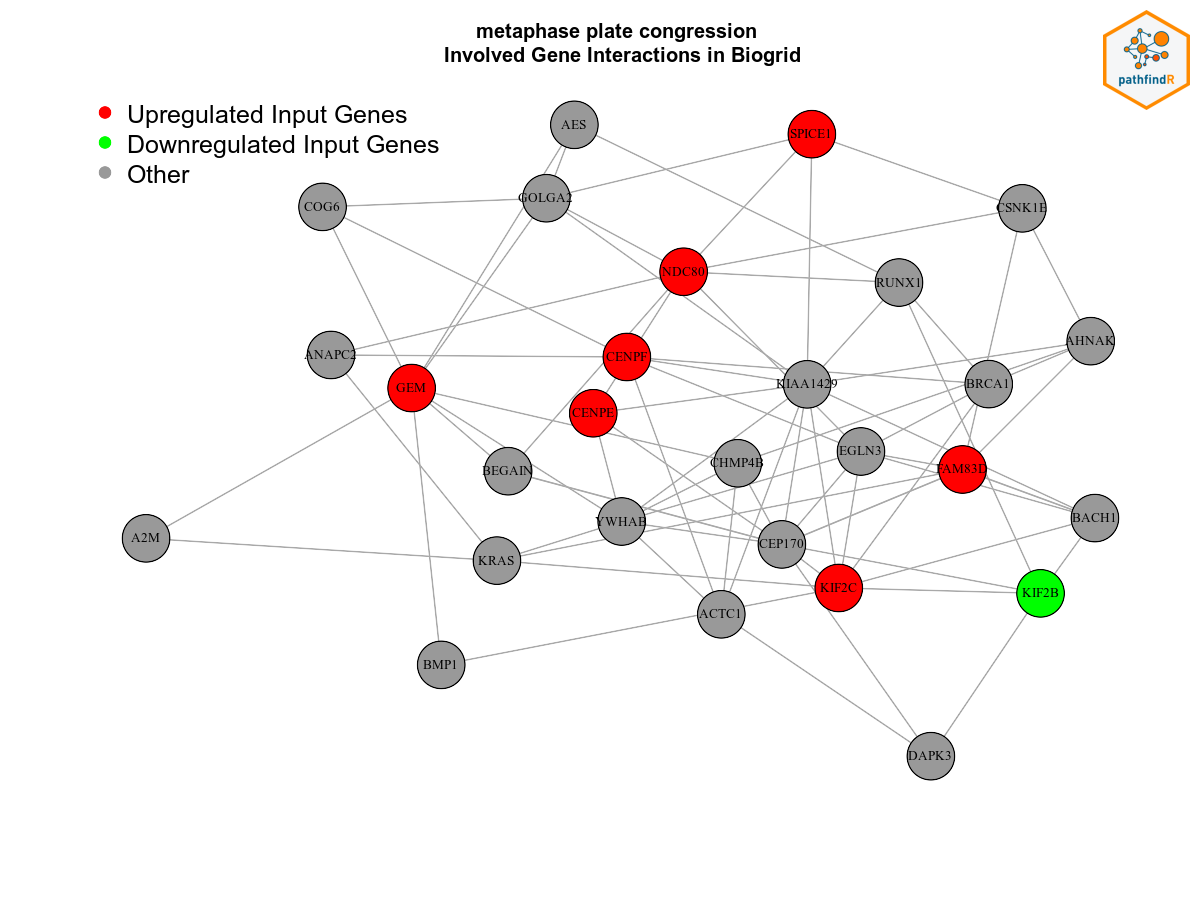 metaphase plate congression
Involved Gene Interactions in Biogrid
pathfindR
Upregulated Input Genes
Downregulated Input Genes
Other
AES
SPICE1
COG6
GOLGA2
CSNK1E
NDC80
RUNX1
ANAPC2
CENPF
AHNAK
GEM
KIAA1429
BRCA1
CENPE
BEGAIN
CHMP4B
EGLN3
FAM83D
A2M
YWHAE
CEP170
BACH1
KRAS
KIF2C
KIF2B
ACTC1
BMP1
DAPK3